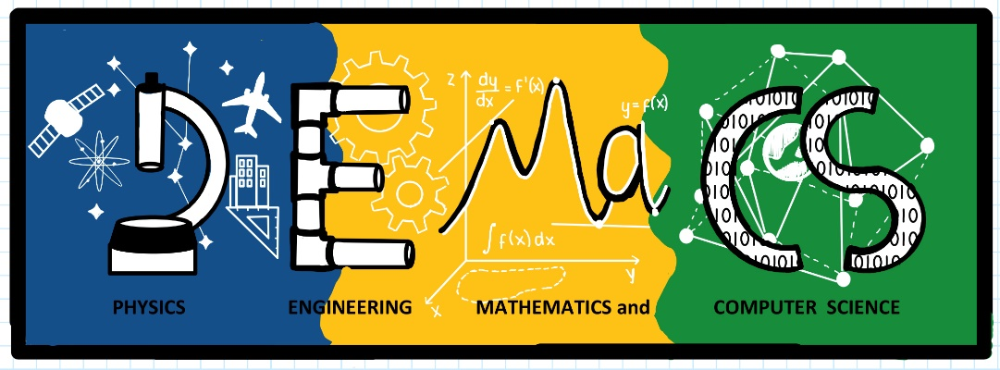 PEMaCS
z
dy
dx = f'(x)
y=f(x)
∫f(x)dx
y
x
PHYSICS ENGINEERING MATHEMATICS and COMPUTER SCIENCE